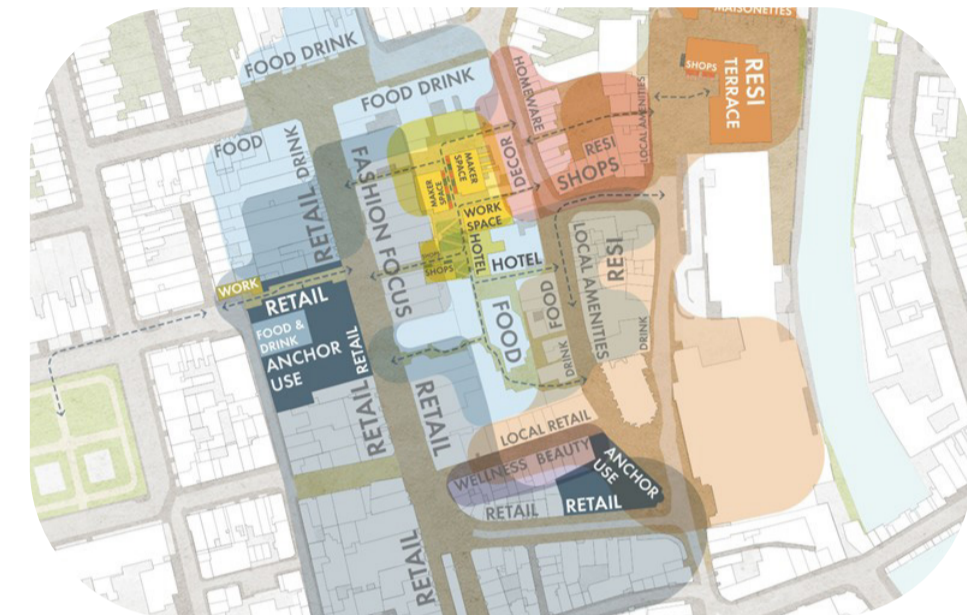 MAISONETTES
FOOD DRINK
FOOD DRINK
HOMEWARE
SHOPS
RESI
TERRACE
LOCAL AMENITIES
FOOD
DRINK
RETAIL
FASHION FOCUS
MAKER
SPACE
MAKER
SPACE
DECOR
RESI
SHOPS
WORK
SPACE
HOTEL
SHOPS
HOTEL
LOCAL AMENITIES
RESI
WORK
RETAIL
FOOD &
DRINK
ANCHOR
USE
RETAIL
FOOD
FOOD
DRINK
DRINK
RETAIL
RETAIL
LOCAL RETAIL
WELLNESS BEAUTY
ANCHOR
USE
RETAIL
RETAIL
RETAIL